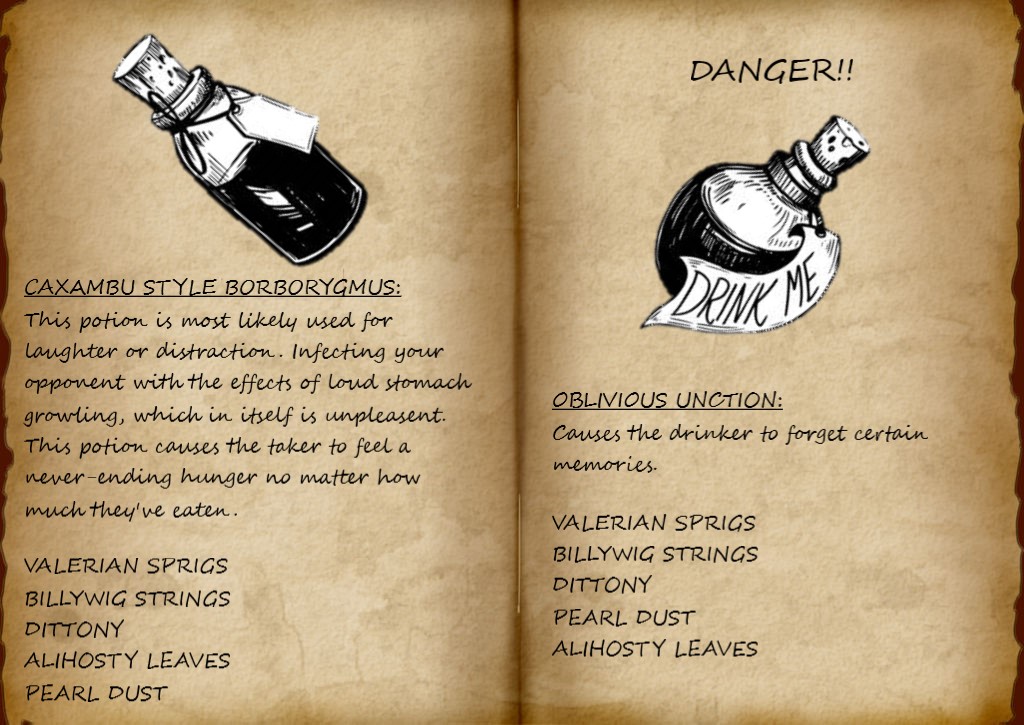 CAXAMBU STYLE BORBORYGMUS:
This potion is most likely used for
laughter or distraction. Infecting your
opponent with the effects of loud stomach
growling, which in itself is unpleasent.
This potion causes the taker to feel a
never-ending hunger no matter how
much they've eaten.
VALERIAN SPRIGS
BILLYWIG STRINGS
DITTONY
ALIHOSTY LEAVES
PEARL DUST
DANGER!!
DRINK ME
OBLIVIOUS UNCTION:
Causes the drinker to forget certain
memories.
VALERIAN SPRIGS
BILLYWIG STRINGS
DITTONY
PEARL DUST
ALIHOSTY LEAVES